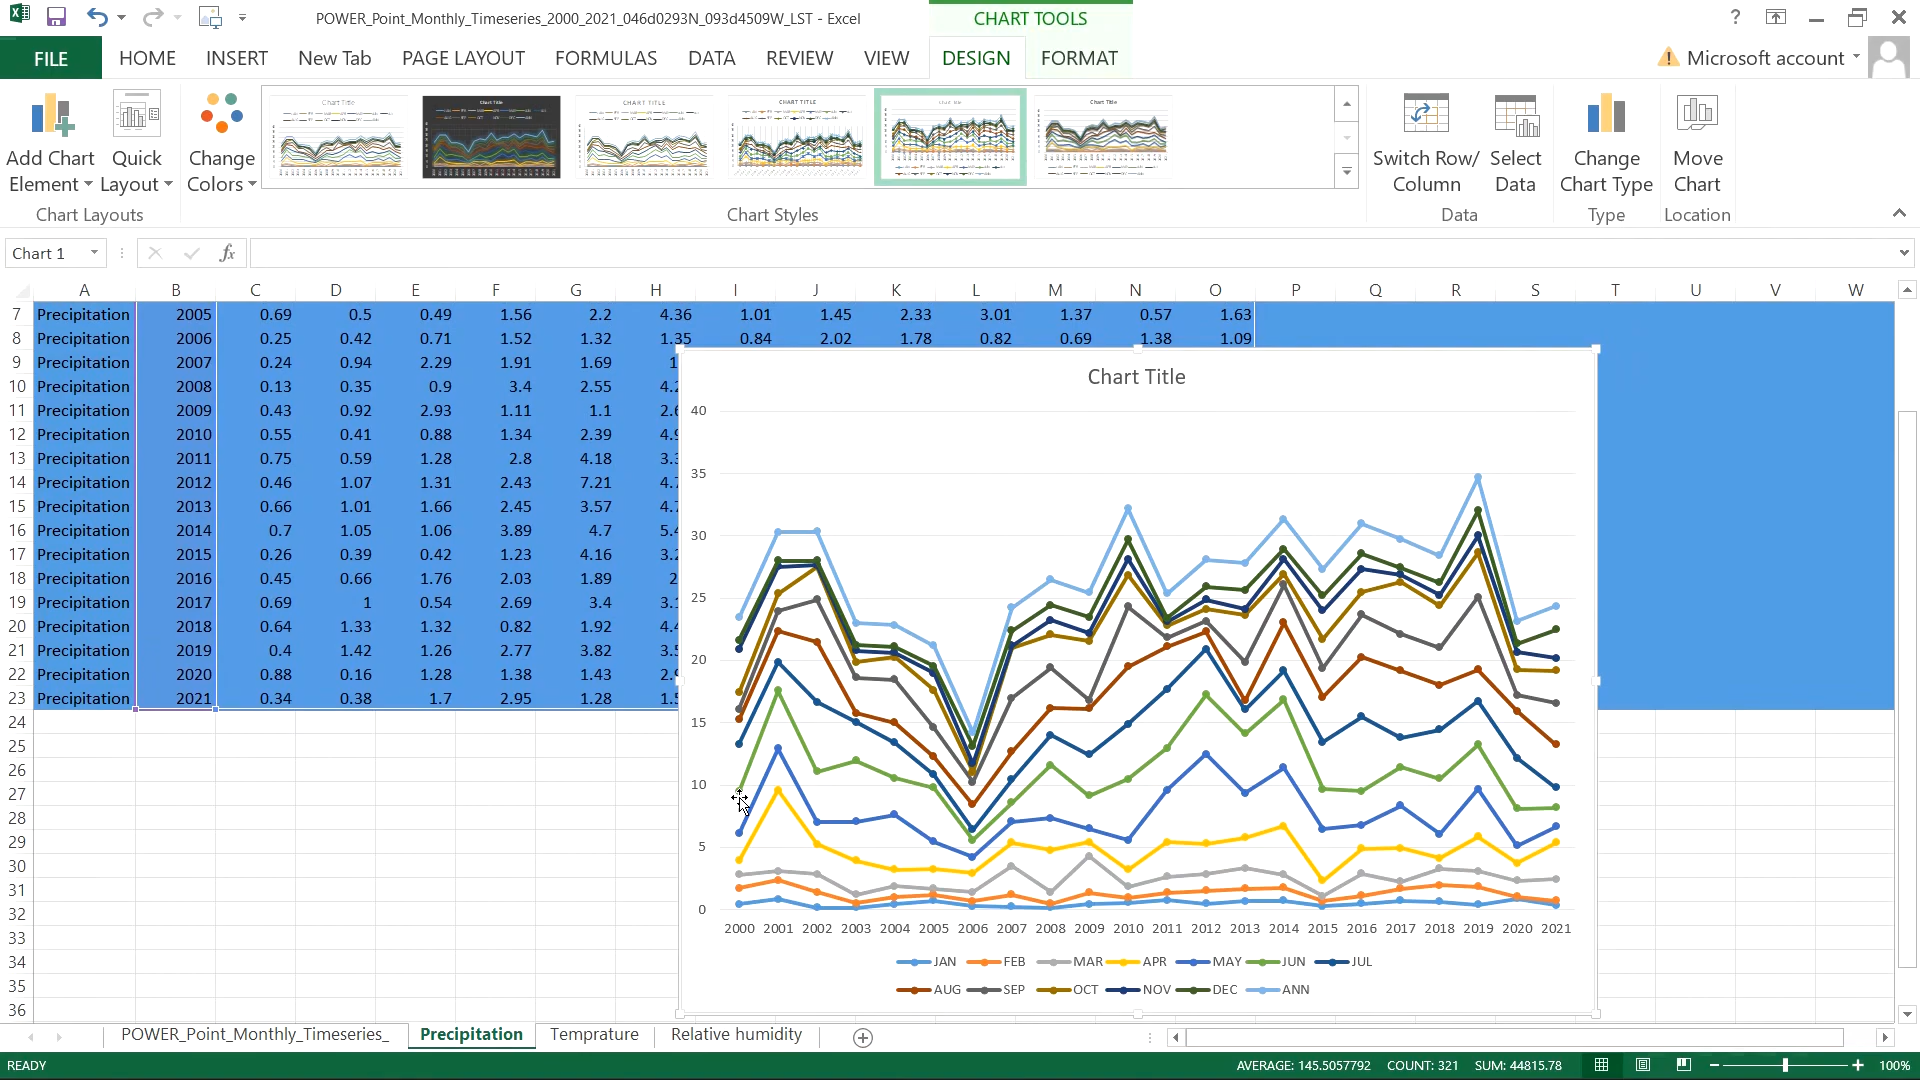 POWER_Point_Monthly_Timeseries_2000_2021_046d0293N_093d4509W_LST - Excel
CHART TOOLS
?
FILE HOME INSERT New Tab PAGE LAYOUT FORMULAS DATA REVIEW VIEW DESIGN FORMAT Microsoft account
Chart Title Chart Title CHART TITLE CHART TITLE Chart Title Chart Title
Add Chart Element Quick Layout Change Colors Switch Row/ Column Select Data Change Chart Type Move Chart
Chart Layouts Chart Styles Data Type Location
Chart 1 fx
A B C D E F G H I J K L M N O P Q R S T U V W
7 Precipitation 2005 0.69 0.5 0.49 1.56 2.2 4.36 1.01 1.45 2.33 3.01 1.37 0.57 1.63
8 Precipitation 2006 0.25 0.42 0.71 1.52 1.32 1.35 0.84 2.02 1.78 0.82 0.69 1.38 1.09
9 Precipitation 2007 0.24 0.94 2.29 1.91 1.69
10 Precipitation 2008 0.13 0.35 0.9 3.4 2.55
11 Precipitation 2009 0.43 0.92 2.93 1.11 1.1
12 Precipitation 2010 0.55 0.41 0.88 1.34 2.39
13 Precipitation 2011 0.75 0.59 1.28 2.8 4.18
14 Precipitation 2012 0.46 1.07 1.31 2.43 7.21
15 Precipitation 2013 0.66 1.01 1.66 2.45 3.57
16 Precipitation 2014 0.7 1.05 1.06 3.89 4.7
17 Precipitation 2015 0.26 0.39 0.42 1.23 4.16
18 Precipitation 2016 0.45 0.66 1.76 2.03 1.89
19 Precipitation 2017 0.69 1 0.54 2.69 3.4
20 Precipitation 2018 0.64 1.33 1.32 0.82 1.92
21 Precipitation 2019 0.4 1.42 1.26 2.77 3.82
22 Precipitation 2020 0.88 0.16 1.28 1.38 1.43
23 Precipitation 2021 0.34 0.38 1.7 2.95 1.28
24
25
26
27
28
29
30
31
32
33
34
35
36
Chart Title
40
35
30
25
20
15
10
5
0
2000 2001 2002 2003 2004 2005 2006 2007 2008 2009 2010 2011 2012 2013 2014 2015 2016 2017 2018 2019 2020 2021
JAN FEB MAR APR MAY JUN JUL
AUG SEP OCT NOV DEC ANN
POWER_Point_Monthly_Timeseries_ Precipitation Temprature Relative humidity
READY AVERAGE: 145.5057792 COUNT: 321 SUM: 44815.78 100%